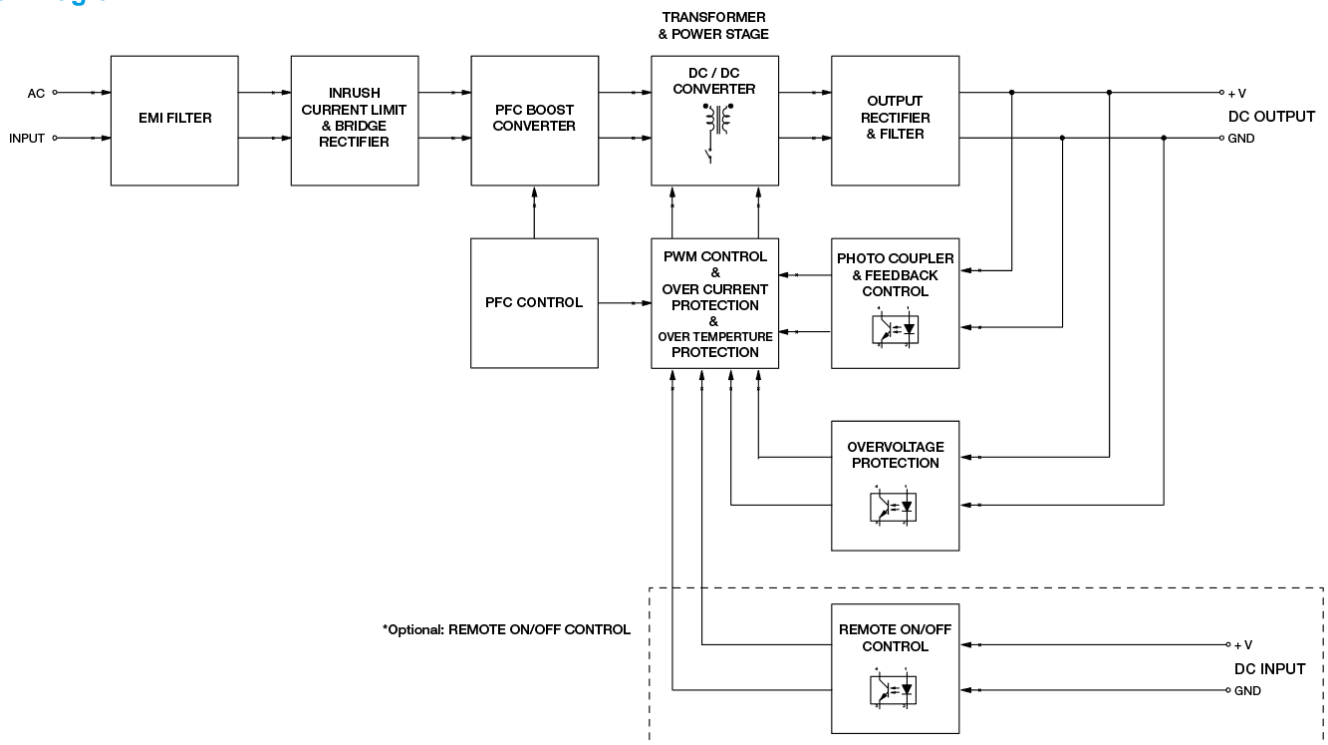 TRANSFORMER
& POWER STAGE
AC
INPUT
EMI FILTER
INRUSH
CURRENT LIMIT
& BRIDGE
RECTIFIER
PFC BOOST
CONVERTER
DC / DC
CONVERTER
OUTPUT
RECTIFIER
& FILTER
+ V
DC OUTPUT
GND
PFC CONTROL
PWM CONTROL
&
OVER CURRENT
PROTECTION
&
OVER TEMPERTURE
PROTECTION
PHOTO COUPLER
& FEEDBACK
CONTROL
OVERVOLTAGE
PROTECTION
*Optional: REMOTE ON/OFF CONTROL
REMOTE ON/OFF
CONTROL
+ V
DC INPUT
GND